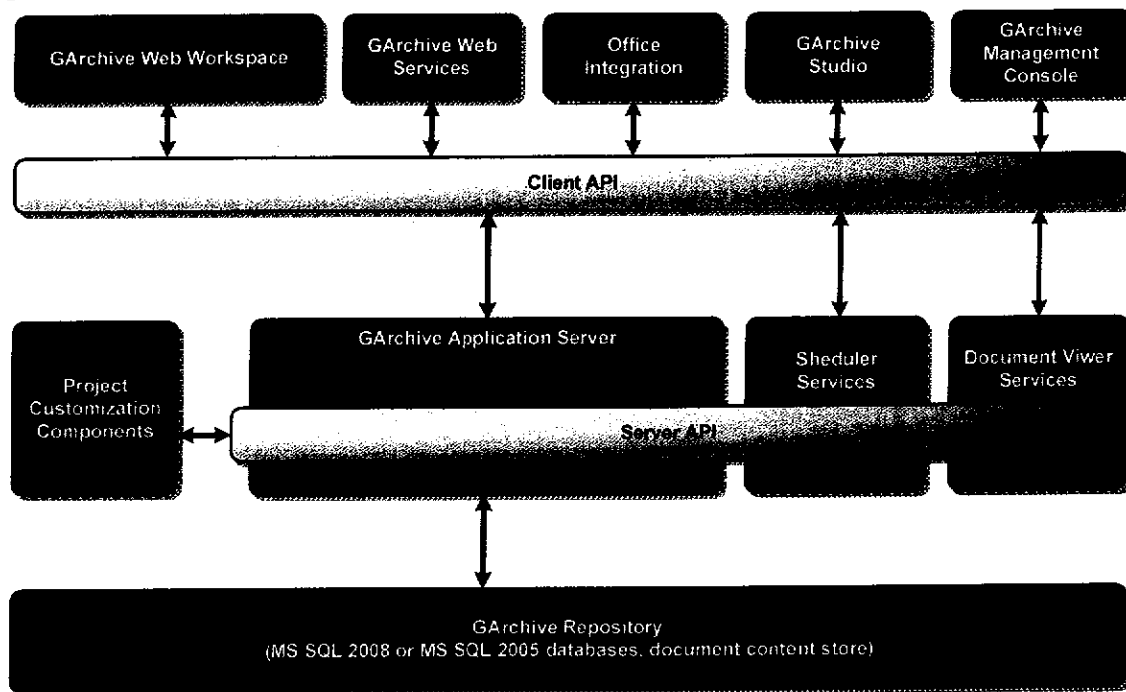 GArchive Web Workspace
GArchive Web
Services
Office
Integration
GArchive
Studio
GArchive
Management
Console
Client API
Project
Customization
Components
GArchive Application Server
Sheduler
Services
Document Viwer
Services
Server API
GArchive Repository
(MS SQL 2008 or MS SQL 2005 databases, document content store)